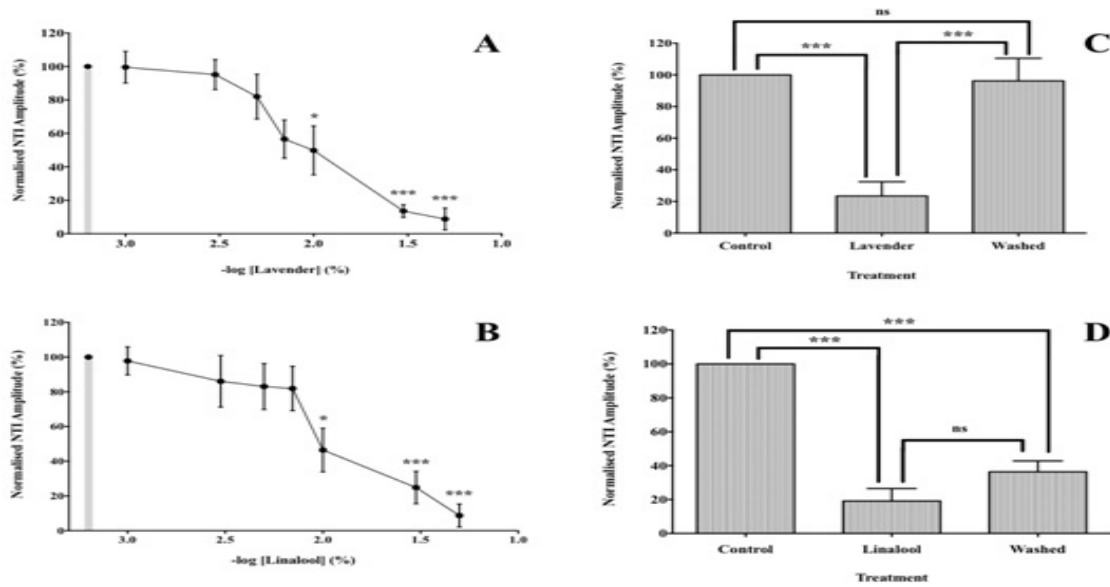 A
Normalised NTI Amplitude (%)
120
100
80
60
40
20
0
*
***
***
3.0
2.5
2.0
1.5
1.0
-log [Lavender] (%)
C
Normalised NTI Amplitude (%)
120
100
80
60
40
20
0
ns
***
***
Control
Lavender
Washed
Treatment
B
Normalised NTI Amplitude (%)
120
100
80
60
40
20
0
*
***
***
3.0
2.5
2.0
1.5
1.0
-log [Linalool] (%)
D
Normalised NTI Amplitude (%)
120
100
80
60
40
20
0
***
***
ns
Control
Linalool
Washed
Treatment